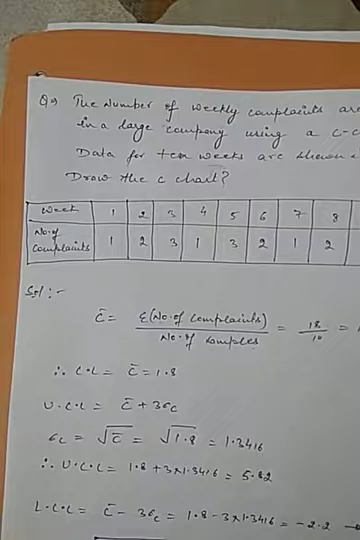 Q9 The Number of weekly complaints are
in a large company using a c-c
Data for ten weeks are shown
Draw the c chart?
Week 1 2 3 4 5 6 7 8
No. of complaints 1 2 3 1 3 2 1 2
Sol :-
C̄ = Σ(No. of complaints) / No. of samples = 18/10 =
∴ C.L = C̄ = 1.8
U.C.L = C̄ + 3σc
σc = √C̄ = √1.8 = 1.3416
∴ U.C.L = 1.8 + 3×1.3416 = 5.82
L.C.L = C̄ - 3σc = 1.8 - 3×1.3416 = -2.2